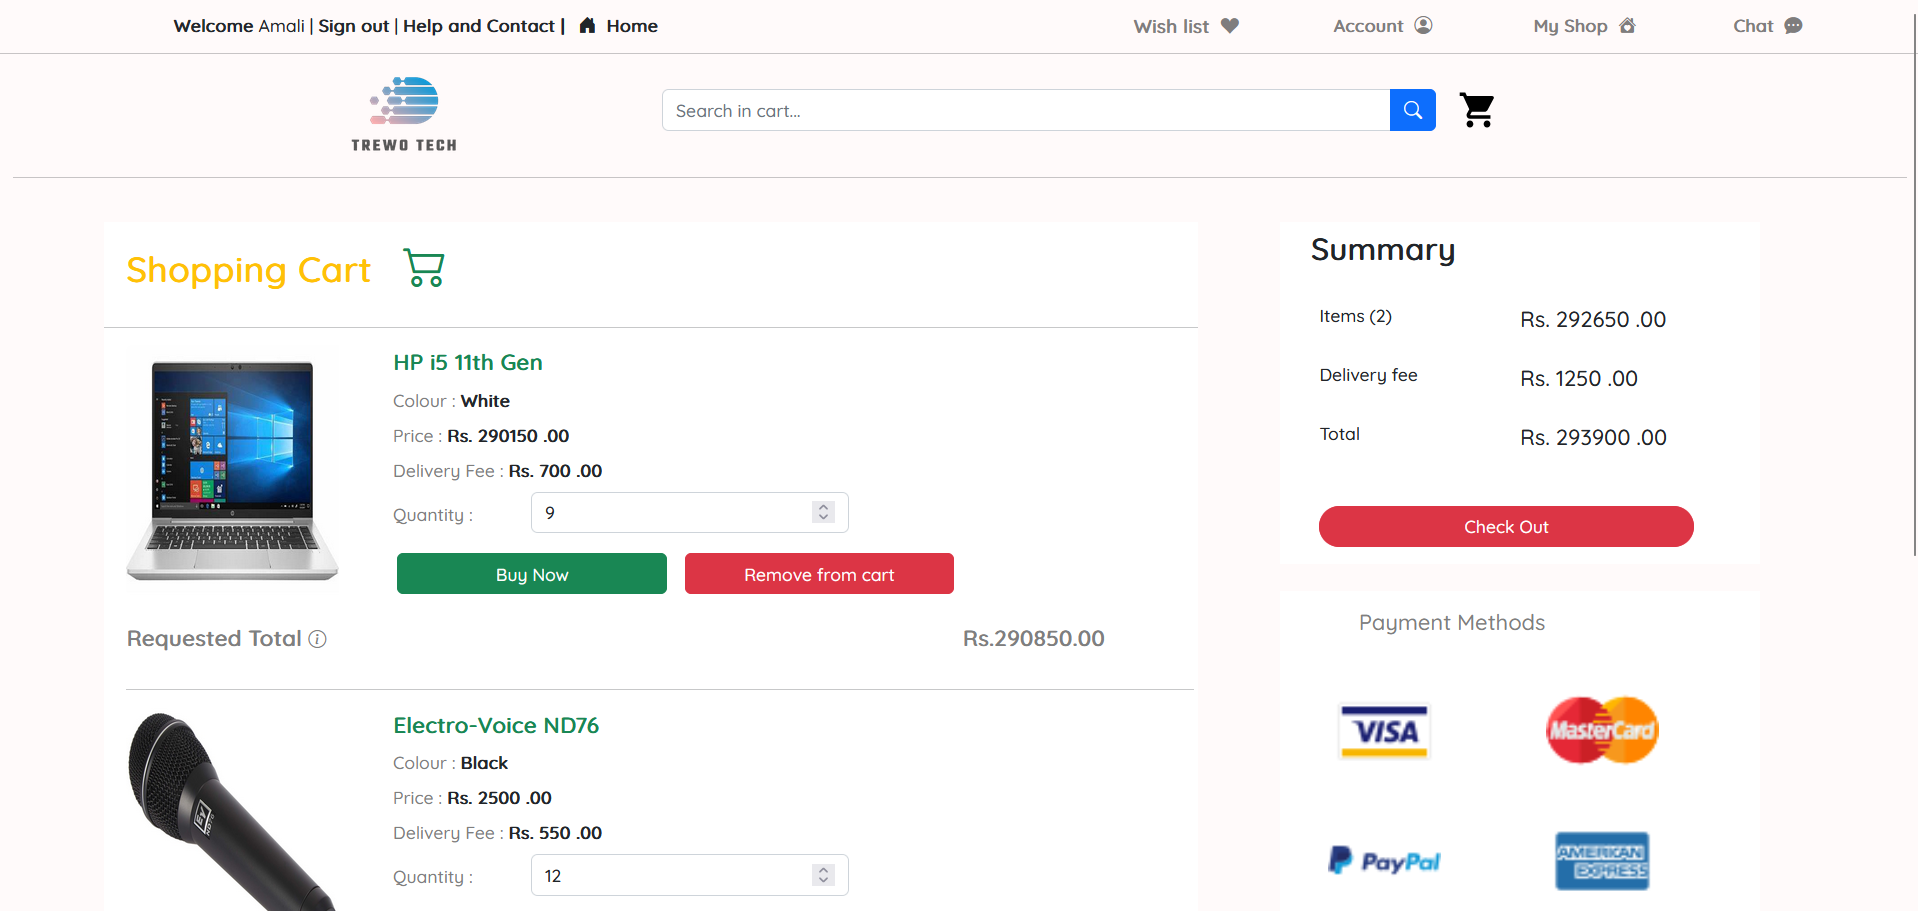 Welcome Amali | Sign out | Help and Contact | Home
Wish list
Account
My Shop
Chat
TREWO TECH
Search in cart...
Shopping Cart
HP i5 11th Gen
Colour : White
Price : Rs. 290150 .00
Delivery Fee : Rs. 700 .00
Quantity : 9
Buy Now
Remove from cart
Requested Total
Rs.290850.00
Electro-Voice ND76
Colour : Black
Price : Rs. 2500 .00
Delivery Fee : Rs. 550 .00
Quantity : 12
EV
ND76
Summary
Items (2)
Rs. 292650 .00
Delivery fee
Rs. 1250 .00
Total
Rs. 293900 .00
Check Out
Payment Methods
VISA
MasterCard
PayPal
AMERICAN
EXPRESS